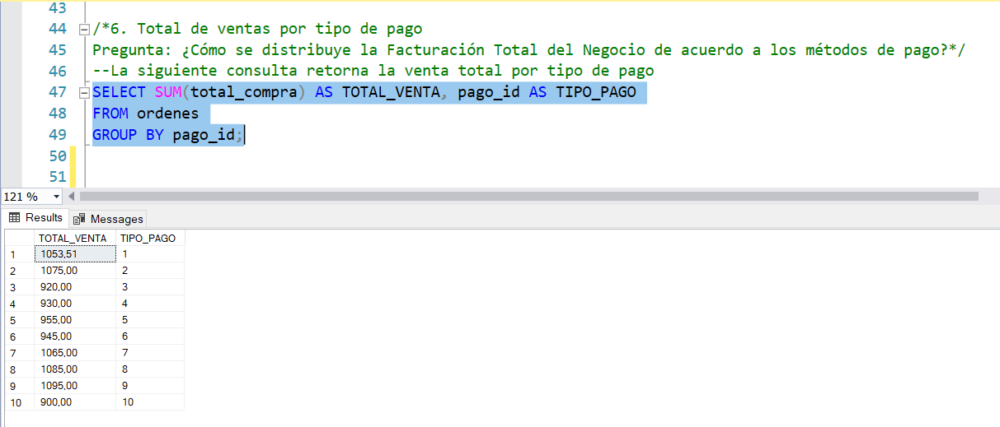 43
44 /*6. Total de ventas por tipo de pago
45 Pregunta: ¿Cómo se distribuye la Facturación Total del Negocio de acuerdo a los métodos de pago?*/
46 --La siguiente consulta retorna la venta total por tipo de pago
47 SELECT SUM(total_compra) AS TOTAL_VENTA, pago_id AS TIPO_PAGO
48 FROM ordenes
49 GROUP BY pago_id;
50
51
121 %
Results Messages
TOTAL_VENTA TIPO_PAGO
1 1053,51 1
2 1075,00 2
3 920,00 3
4 930,00 4
5 955,00 5
6 945,00 6
7 1065,00 7
8 1085,00 8
9 1095,00 9
10 900,00 10